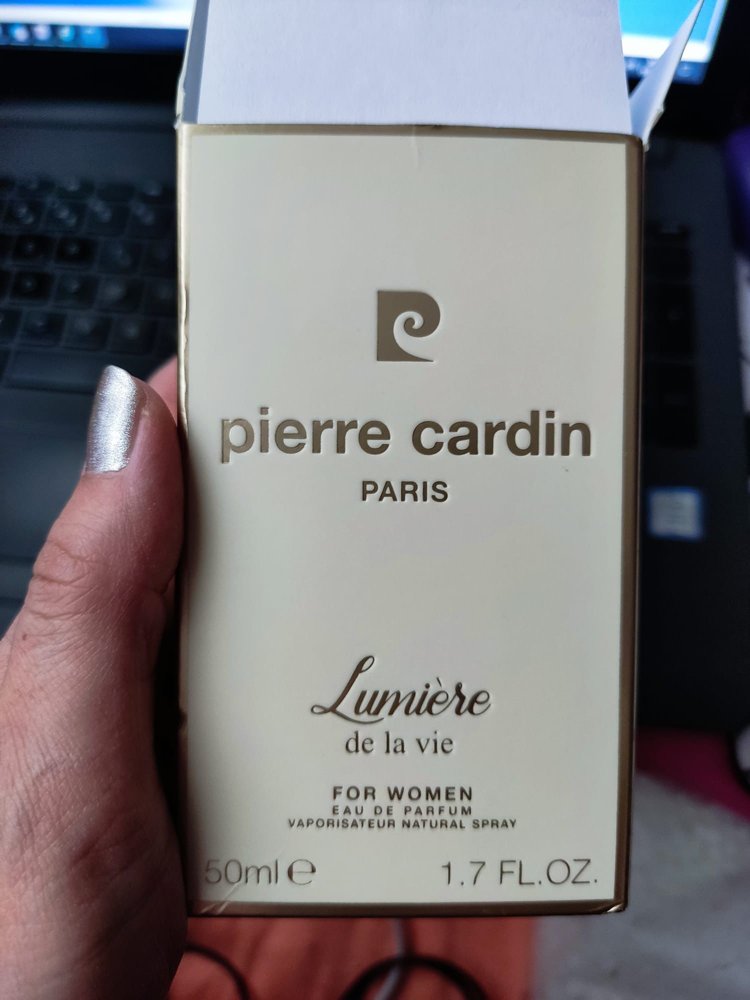 pierre cardin
PARIS
Lumière
de la vie
FOR WOMEN
EAU DE PARFUM
VAPORISATEUR NATURAL SPRAY
50ml ℮ 1.7 FL.OZ.